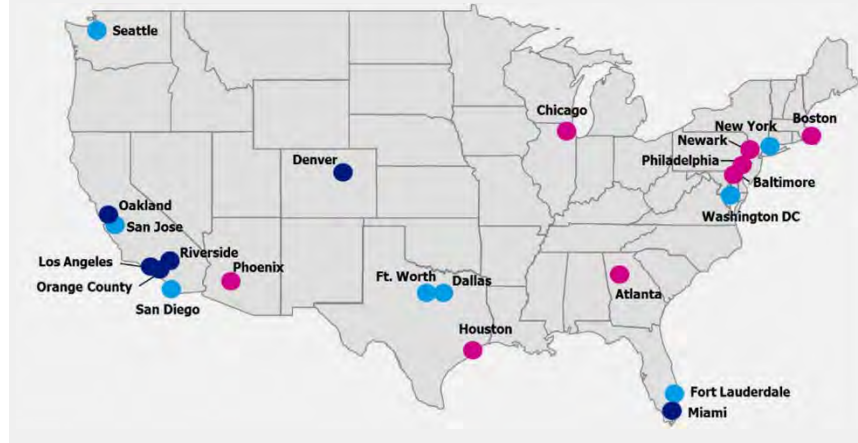 Seattle
Chicago
New York
Boston
Newark
Philadelphia
Baltimore
Washington DC
Denver
Oakland
San Jose
Los Angeles
Riverside
Orange County
Phoenix
San Diego
Ft. Worth
Dallas
Atlanta
Houston
Fort Lauderdale
Miami